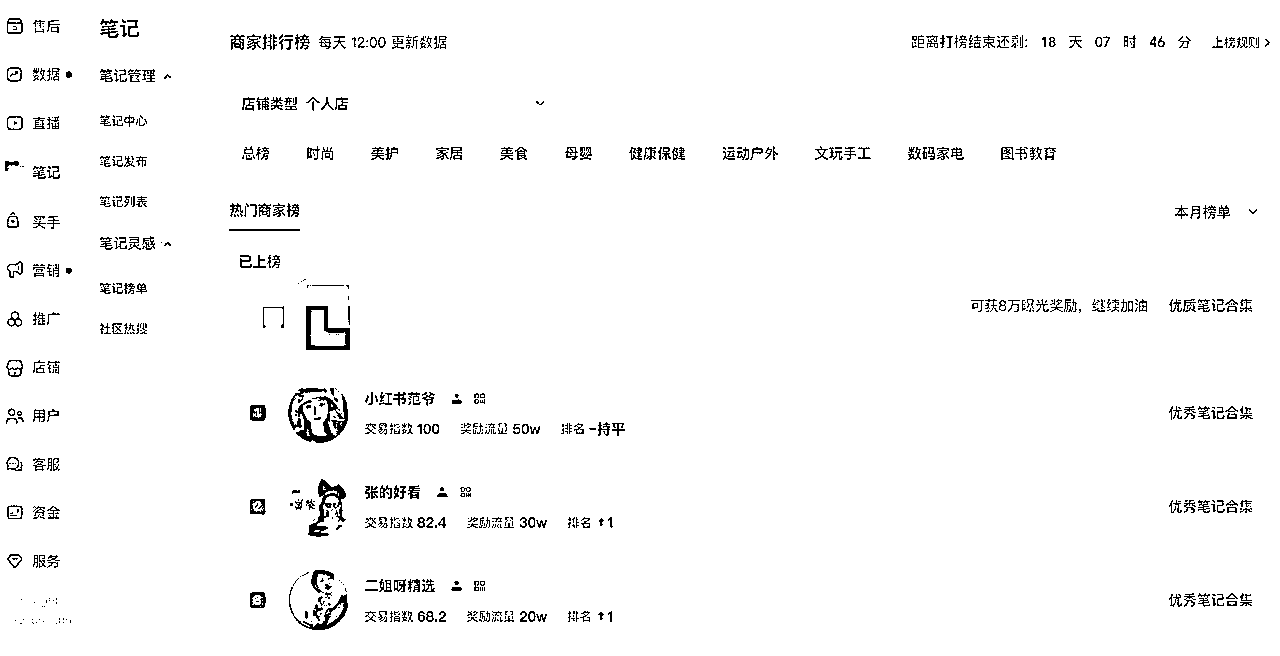 售后
数据
直播
笔记
买手
营销
推广
店铺
用户
客服
资金
服务
笔记
笔记管理
笔记中心
笔记发布
笔记列表
笔记灵感
笔记榜单
社区热搜
商家排行榜 每天 12:00 更新数据
距离打榜结束还剩: 18 天 07 时 46 分 上榜规则
店铺类型 个人店
总榜 时尚 美护 家居 美食 母婴 健康保健 运动户外 文玩手工 数码家电 图书教育
热门商家榜
本月榜单
已上榜
可获8万曝光奖励，继续加油 优质笔记合集
1 小红书范爷
交易指数 100 奖励流量 50w 排名 -持平
优秀笔记合集
2 张的好看
交易指数 82.4 奖励流量 30w 排名 ↑1
优秀笔记合集
3 二姐呀精选
交易指数 68.2 奖励流量 20w 排名 ↑1
优秀笔记合集